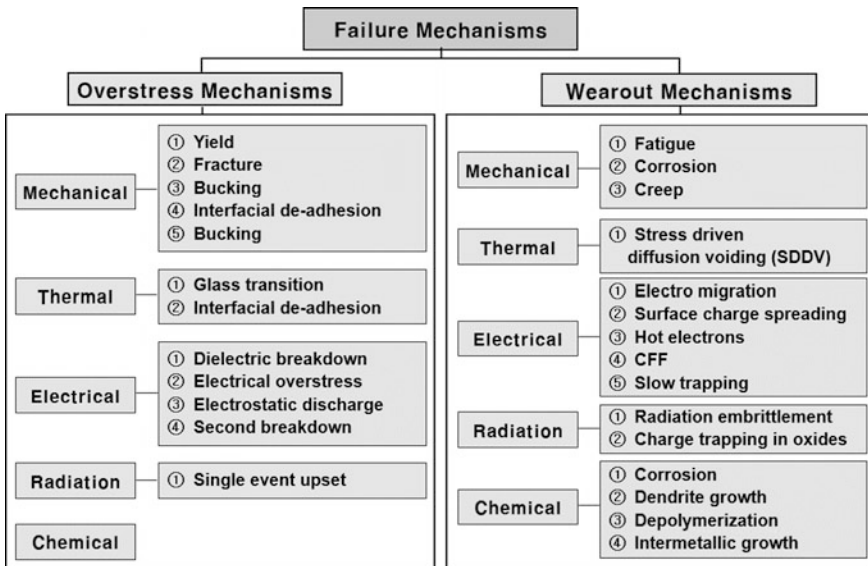 Failure Mechanisms
Overstress Mechanisms
Mechanical
① Yield
② Fracture
③ Bucking
④ Interfacial de-adhesion
⑤ Bucking
Thermal
① Glass transition
② Interfacial de-adhesion
Electrical
① Dielectric breakdown
② Electrical overstress
③ Electrostatic discharge
④ Second breakdown
Radiation
① Single event upset
Chemical
Wearout Mechanisms
Mechanical
① Fatigue
② Corrosion
③ Creep
Thermal
① Stress driven
diffusion voiding (SDDV)
Electrical
① Electro migration
② Surface charge spreading
③ Hot electrons
④ CFF
⑤ Slow trapping
Radiation
① Radiation embrittlement
② Charge trapping in oxides
Chemical
① Corrosion
② Dendrite growth
③ Depolymerization
④ Intermetallic growth